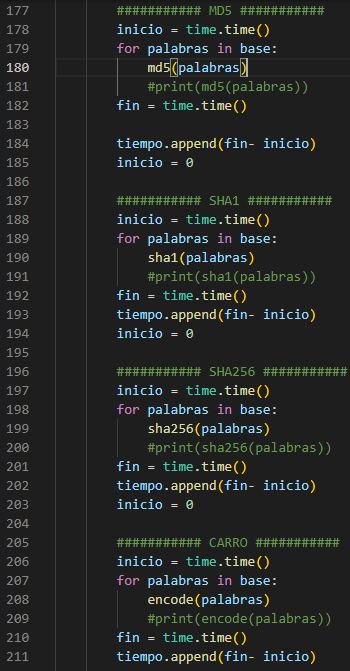 177 ########### MD5 ###########
178 inicio = time.time()
179 for palabras in base:
180 md5(palabras)
181 #print(md5(palabras))
182 fin = time.time()
183
184 tiempo.append(fin- inicio)
185 inicio = 0
186
187 ########### SHA1 ###########
188 inicio = time.time()
189 for palabras in base:
190 sha1(palabras)
191 #print(sha1(palabras))
192 fin = time.time()
193 tiempo.append(fin- inicio)
194 inicio = 0
195
196 ########### SHA256 ###########
197 inicio = time.time()
198 for palabras in base:
199 sha256(palabras)
200 #print(sha256(palabras))
201 fin = time.time()
202 tiempo.append(fin- inicio)
203 inicio = 0
204
205 ########### CARRO ###########
206 inicio = time.time()
207 for palabras in base:
208 encode(palabras)
209 #print(encode(palabras))
210 fin = time.time()
211 tiempo.append(fin- inicio)